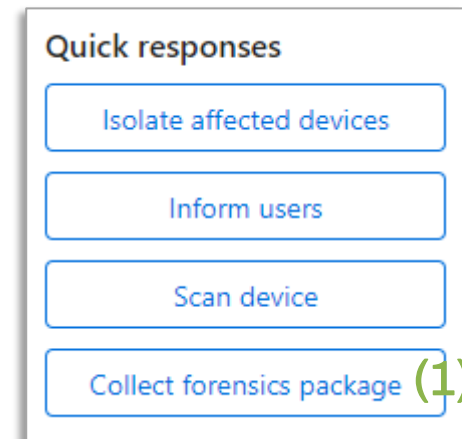 Quick responses
Isolate affected devices
Inform users
Scan device
Collect forensics package (1)